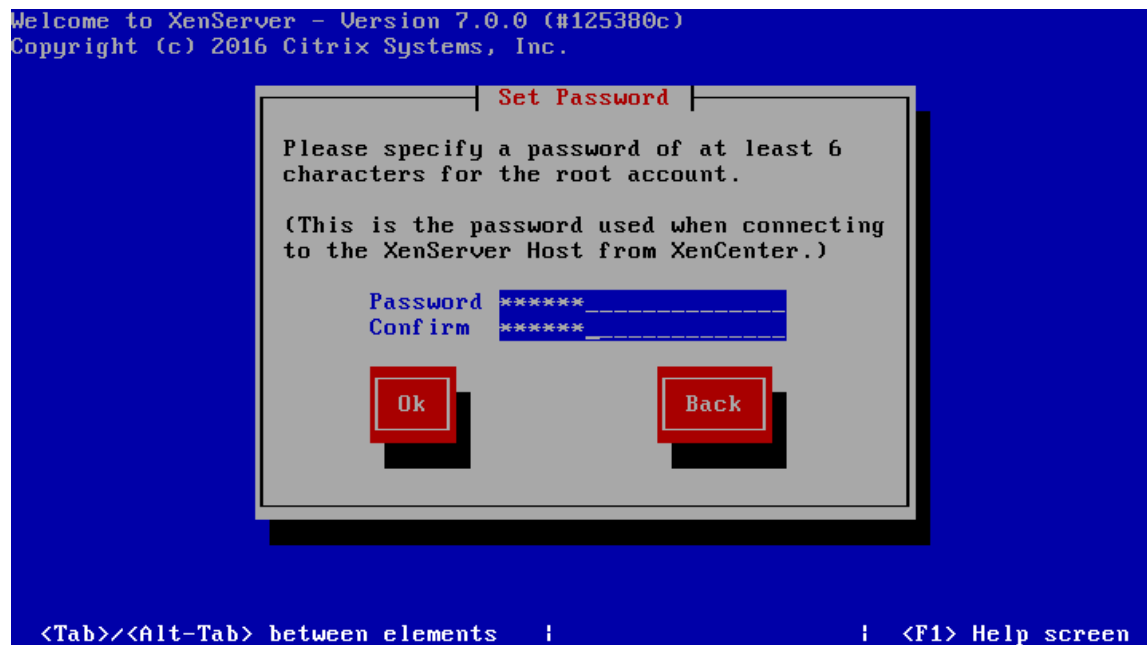 Welcome to XenServer - Version 7.0.0 (#125380c)
Copyright (c) 2016 Citrix Systems, Inc.
Set Password
Please specify a password of at least 6
characters for the root account.
(This is the password used when connecting
to the XenServer Host from XenCenter.)
Password ******______________
Confirm ******______________
Ok Back
<Tab>/<Alt-Tab> between elements | | <F1> Help screen